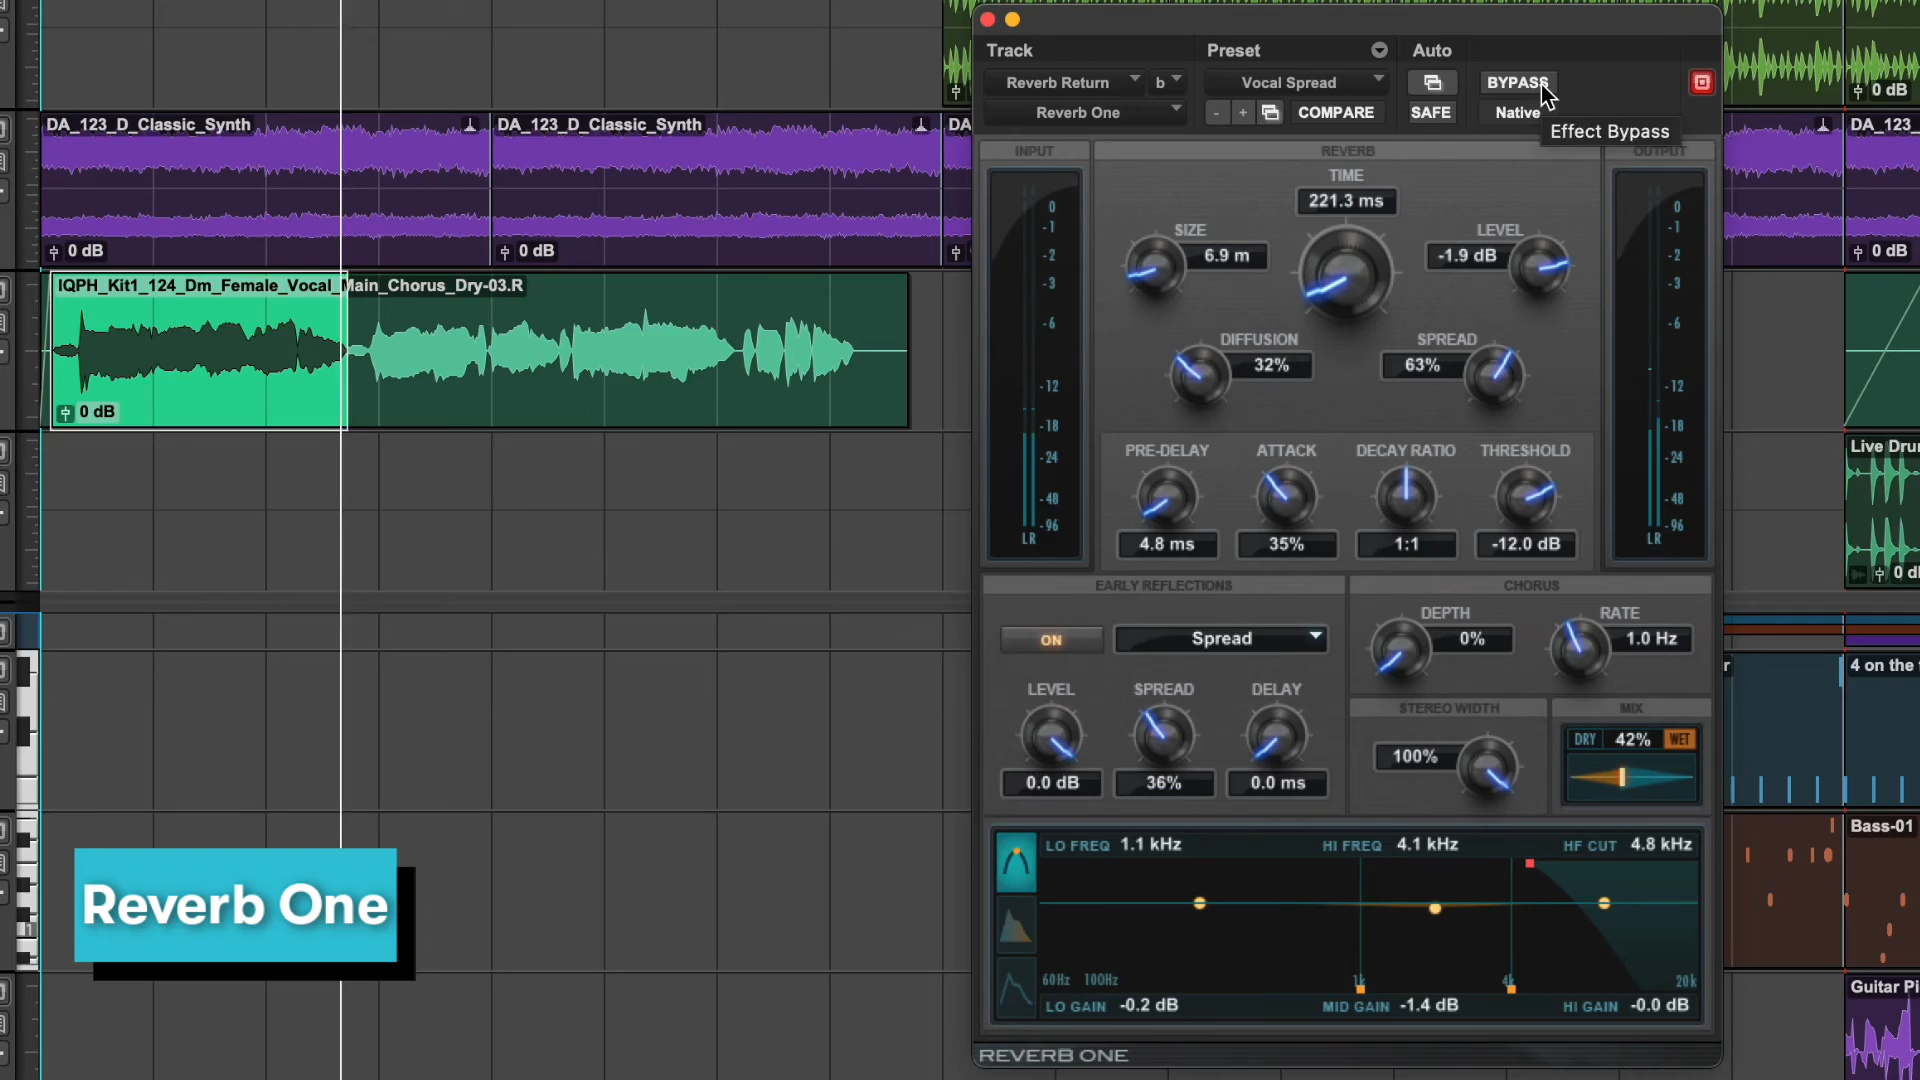 Track
Preset
Auto
Reverb Return
b
Vocal Spread
BYPASS
Reverb One
-
+
COMPARE
SAFE
Native
Effect Bypass
0 dB
DA_123_D_Classic_Synth
DA_123_D_Classic_Synth
DA
DA_123_
0 dB
0 dB
0 dB
IQPH_Kit1_124_Dm_Female_Vocal_Main_Chorus_Dry-03.R
0 dB
INPUT
REVERB
OUTPUT
TIME
221.3 ms
SIZE
6.9 m
LEVEL
-1.9 dB
DIFFUSION
32%
SPREAD
63%
PRE-DELAY
ATTACK
DECAY RATIO
THRESHOLD
4.8 ms
35%
1:1
-12.0 dB
0
-1
-2
-3
-6
-12
-18
-24
-48
-96
LR
0
-1
-2
-3
-6
-12
-18
-24
-48
-96
LR
EARLY REFLECTIONS
CHORUS
ON
Spread
DEPTH
0%
RATE
1.0 Hz
LEVEL
SPREAD
DELAY
0.0 dB
36%
0.0 ms
STEREO WIDTH
100%
MIX
DRY
42%
WET
LO FREQ 1.1 kHz
HI FREQ 4.1 kHz
HF CUT 4.8 kHz
60Hz 100Hz
1k
4k
20k
LO GAIN -0.2 dB
MID GAIN -1.4 dB
HI GAIN -0.0 dB
REVERB ONE
Reverb One
Live Dru
0 d
4 on the
Bass-01
Guitar Pi